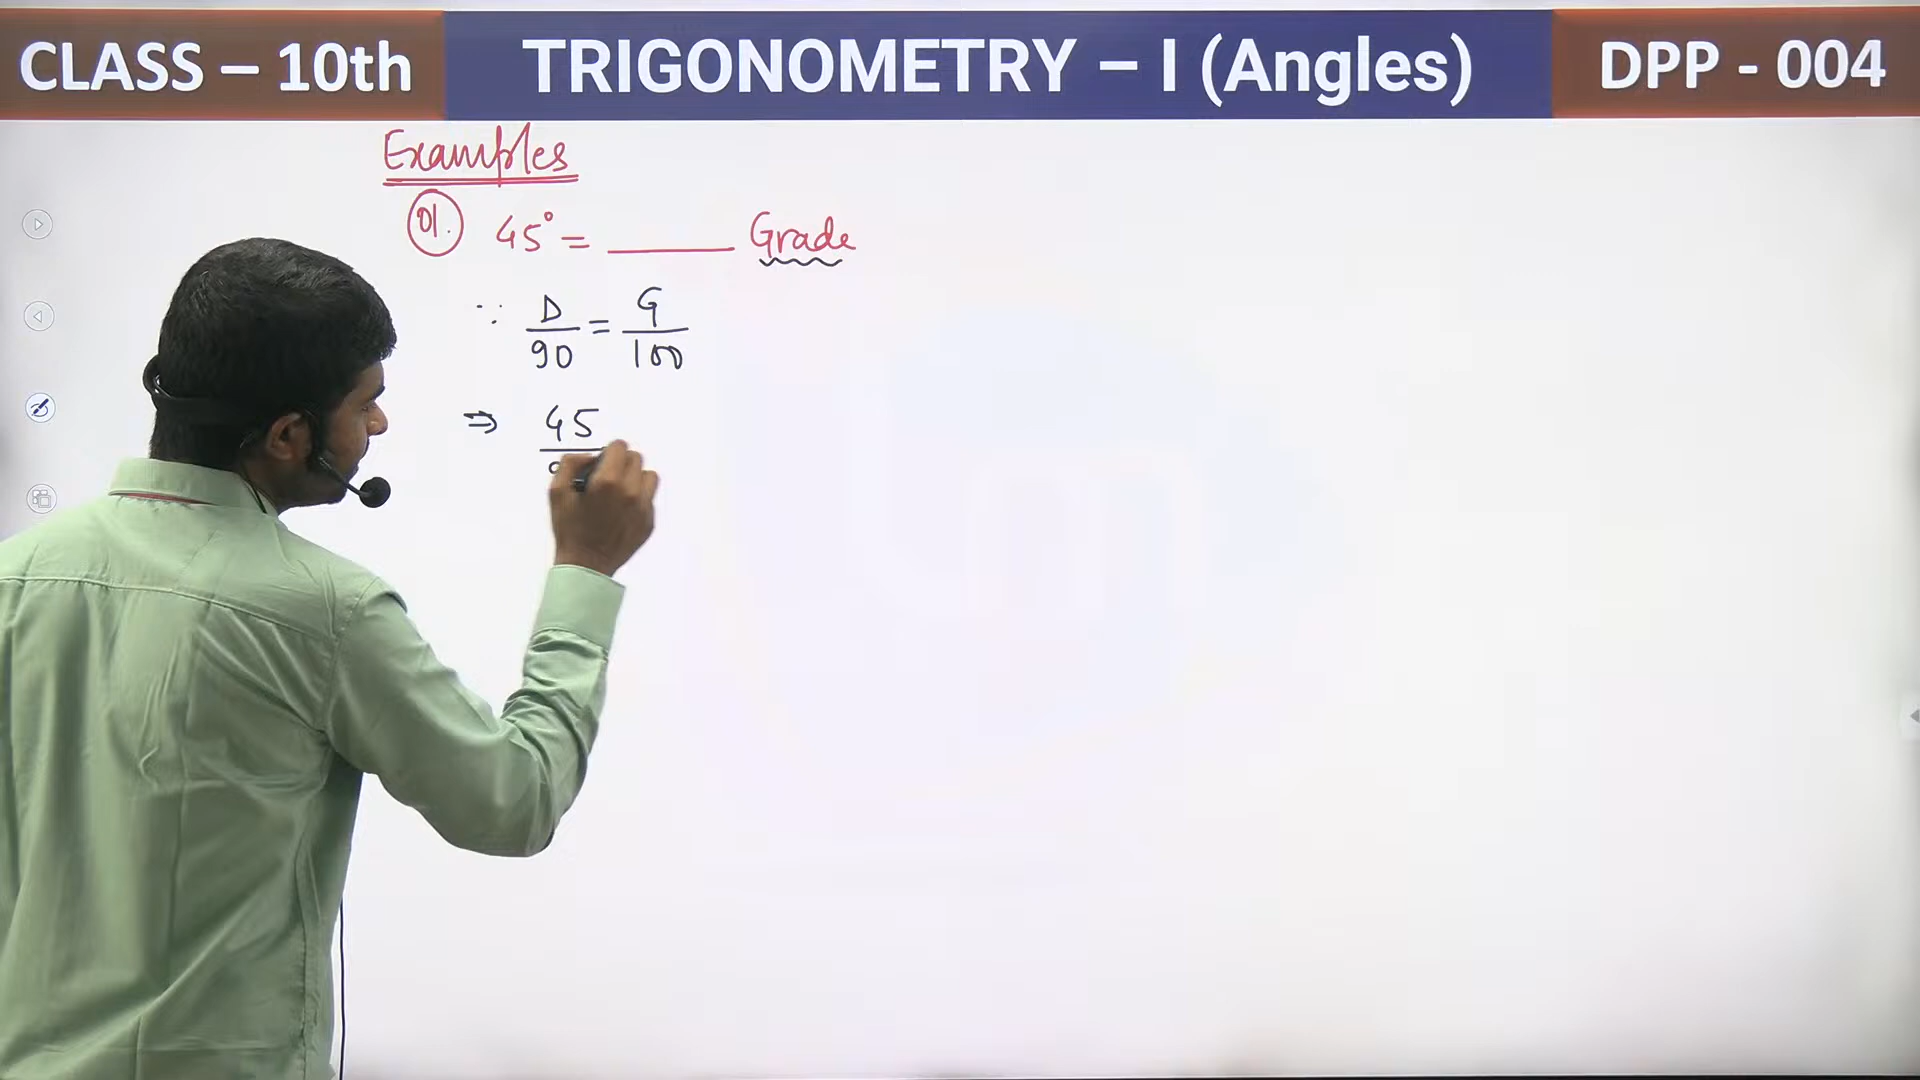 CLASS – 10th
TRIGONOMETRY – I (Angles)
DPP - 004
Examples
01. 45° = ______ Grade
∵ D/90 = G/100
⇒ 45